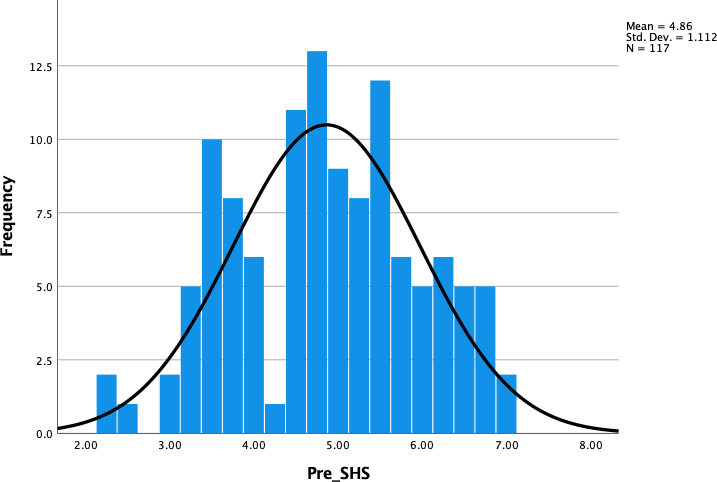 Mean = 4.86
Std. Dev. = 1.112
N = 117
12.5
10.0
7.5
5.0
2.5
0.0
Frequency
2.00 3.00 4.00 5.00 6.00 7.00 8.00
Pre_SHS